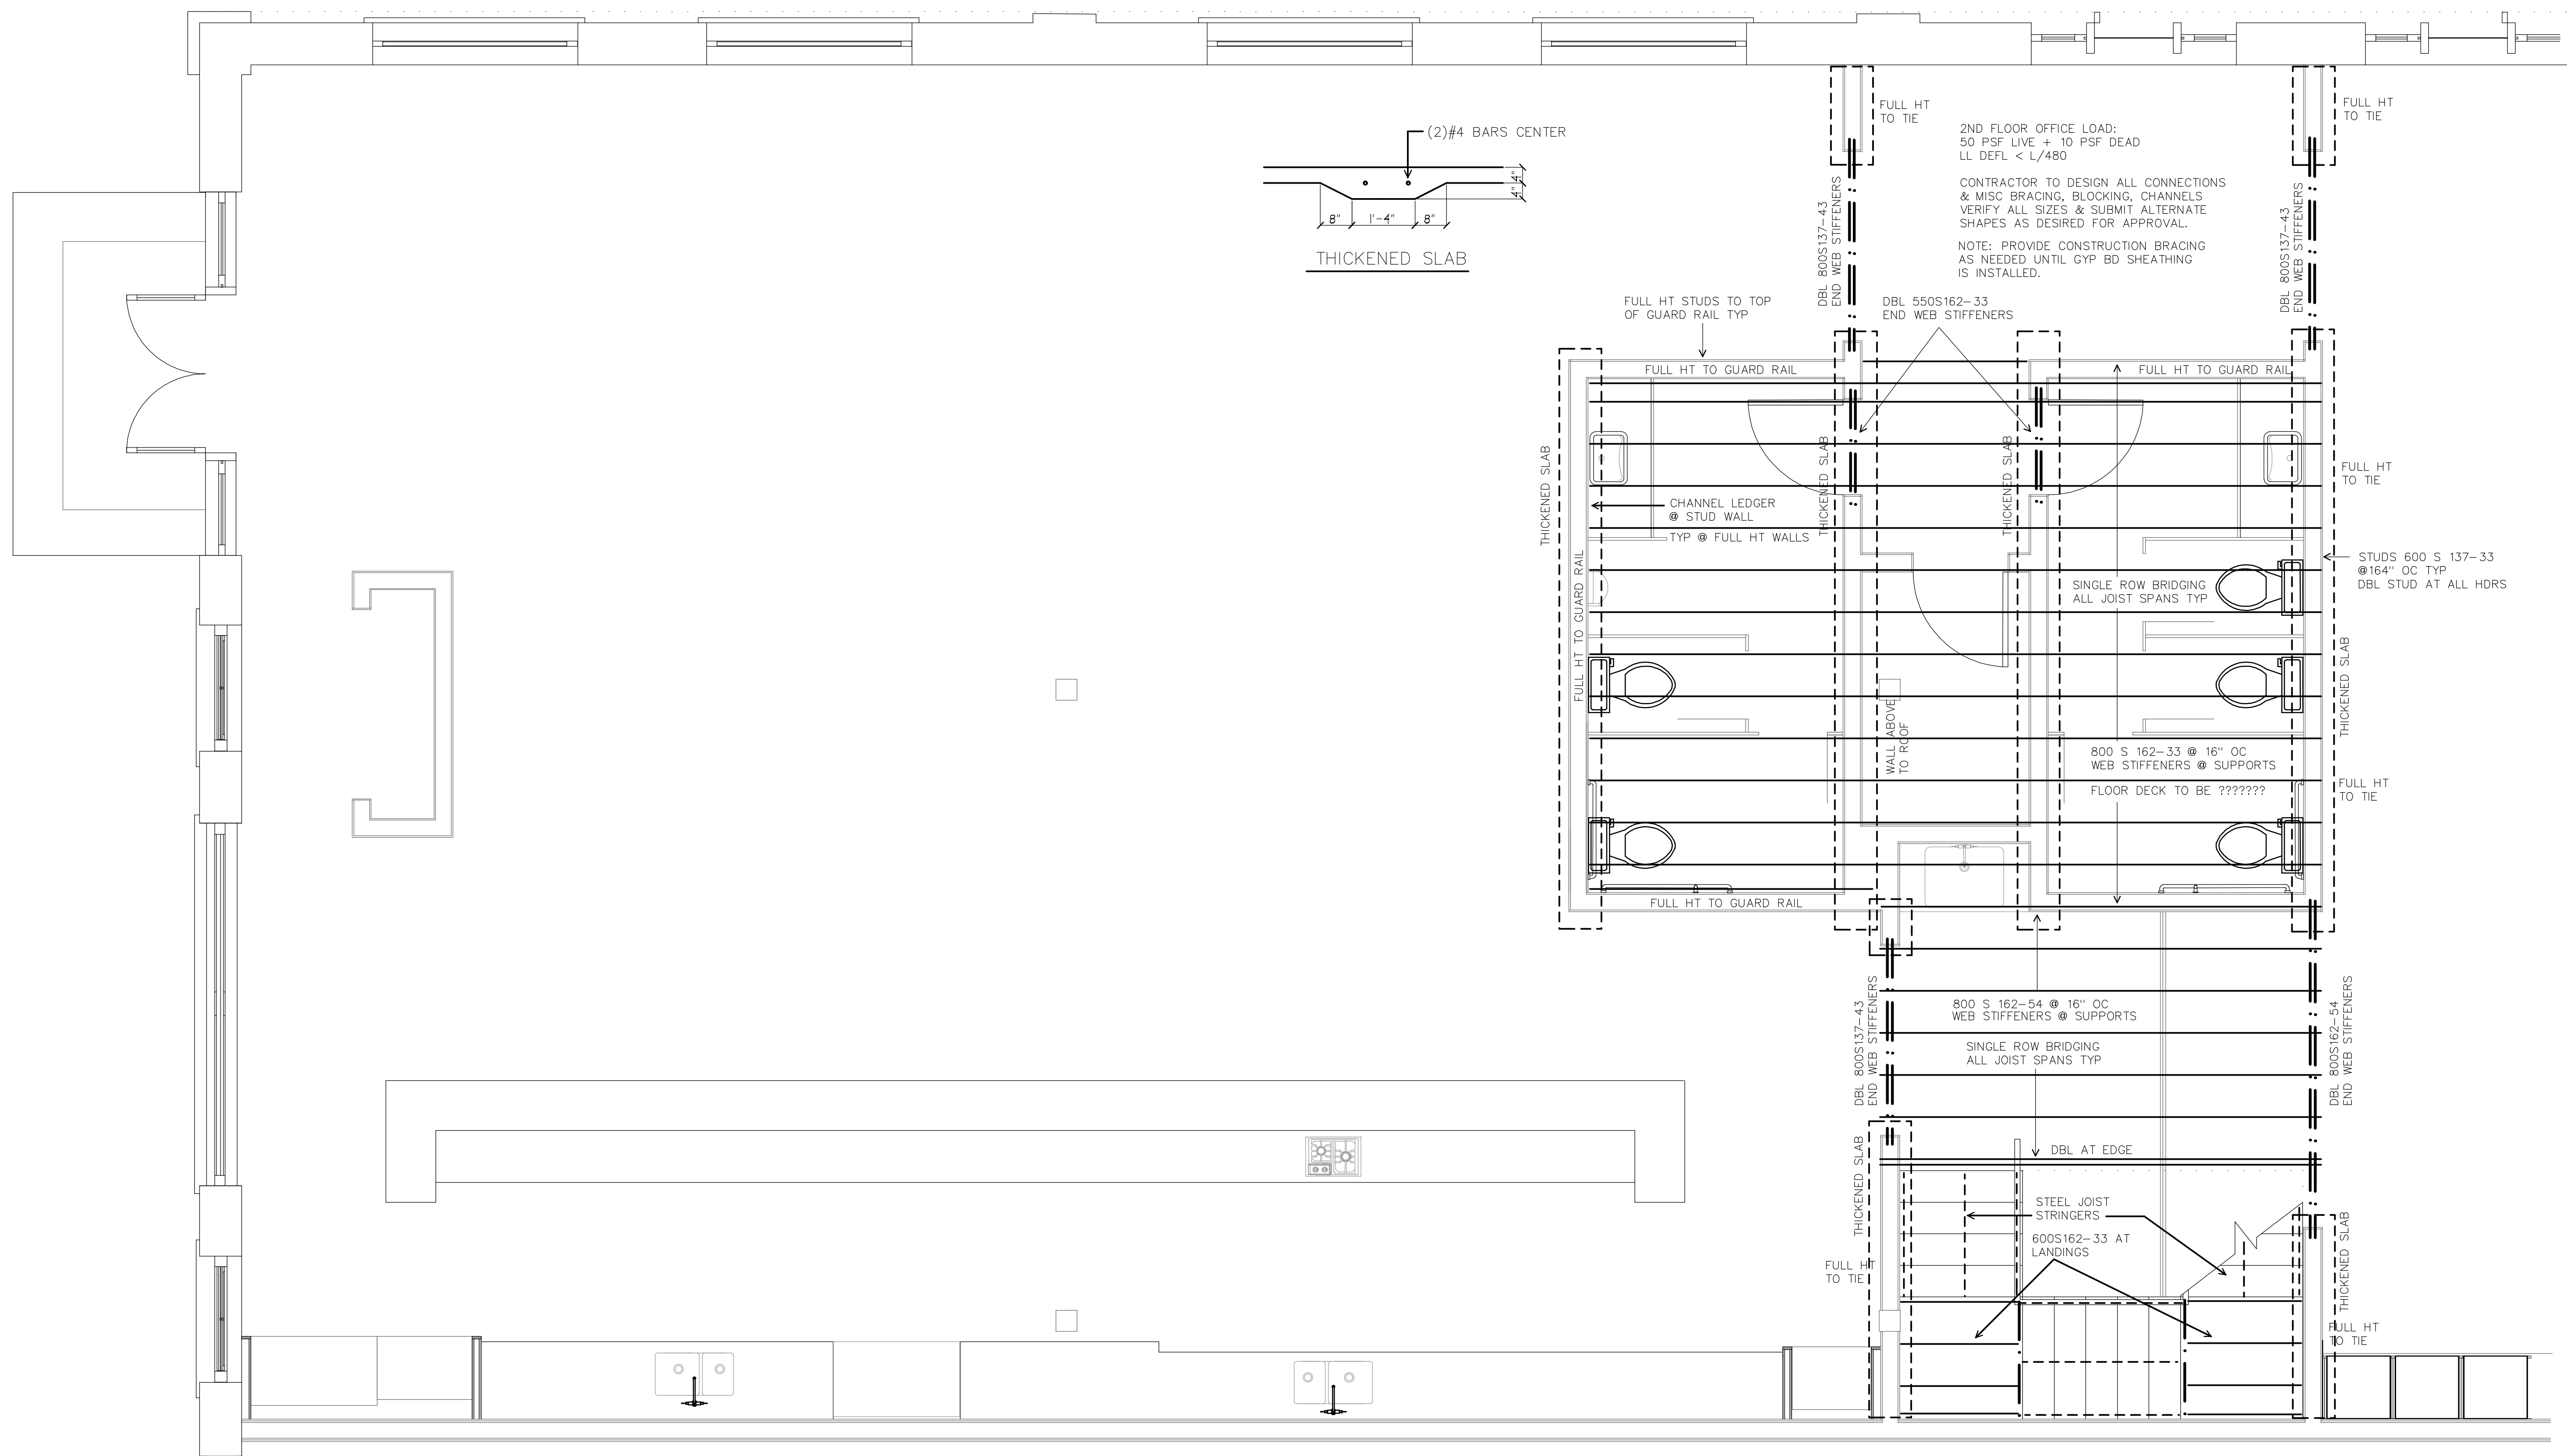 (2)#4 BARS CENTER
4"
4"
8"
1'-4"
8"
THICKENED SLAB
FULL HT
TO TIE
FULL HT
TO TIE
2ND FLOOR OFFICE LOAD:
50 PSF LIVE + 10 PSF DEAD
LL DEFL < L/480
CONTRACTOR TO DESIGN ALL CONNECTIONS
& MISC BRACING, BLOCKING, CHANNELS
VERIFY ALL SIZES & SUBMIT ALTERNATE
SHAPES AS DESIRED FOR APPROVAL.
NOTE: PROVIDE CONSTRUCTION BRACING
AS NEEDED UNTIL GYP BD SHEATHING
IS INSTALLED.
DBL 800S137-43
END WEB STIFFENERS
DBL 800S137-43
END WEB STIFFENERS
FULL HT STUDS TO TOP
OF GUARD RAIL TYP
DBL 550S162-33
END WEB STIFFENERS
FULL HT TO GUARD RAIL
FULL HT TO GUARD RAIL
THICKENED SLAB
THICKENED SLAB
THICKENED SLAB
FULL HT
TO TIE
CHANNEL LEDGER
@ STUD WALL
TYP @ FULL HT WALLS
FULL HT TO GUARD RAIL
STUDS 600 S 137-33
@164" OC TYP
DBL STUD AT ALL HDRS
SINGLE ROW BRIDGING
ALL JOIST SPANS TYP
THICKENED SLAB
WALL ABOVE
TO ROOF
800 S 162-33 @ 16" OC
WEB STIFFENERS @ SUPPORTS
FLOOR DECK TO BE ???????
FULL HT
TO TIE
FULL HT TO GUARD RAIL
DBL 800S137-43
END WEB STIFFENERS
800 S 162-54 @ 16" OC
WEB STIFFENERS @ SUPPORTS
DBL 800S162-54
END WEB STIFFENERS
SINGLE ROW BRIDGING
ALL JOIST SPANS TYP
DBL AT EDGE
THICKENED SLAB
STEEL JOIST
STRINGERS
600S162-33 AT
LANDINGS
THICKENED SLAB
FULL HT
TO TIE
FULL HT
TO TIE